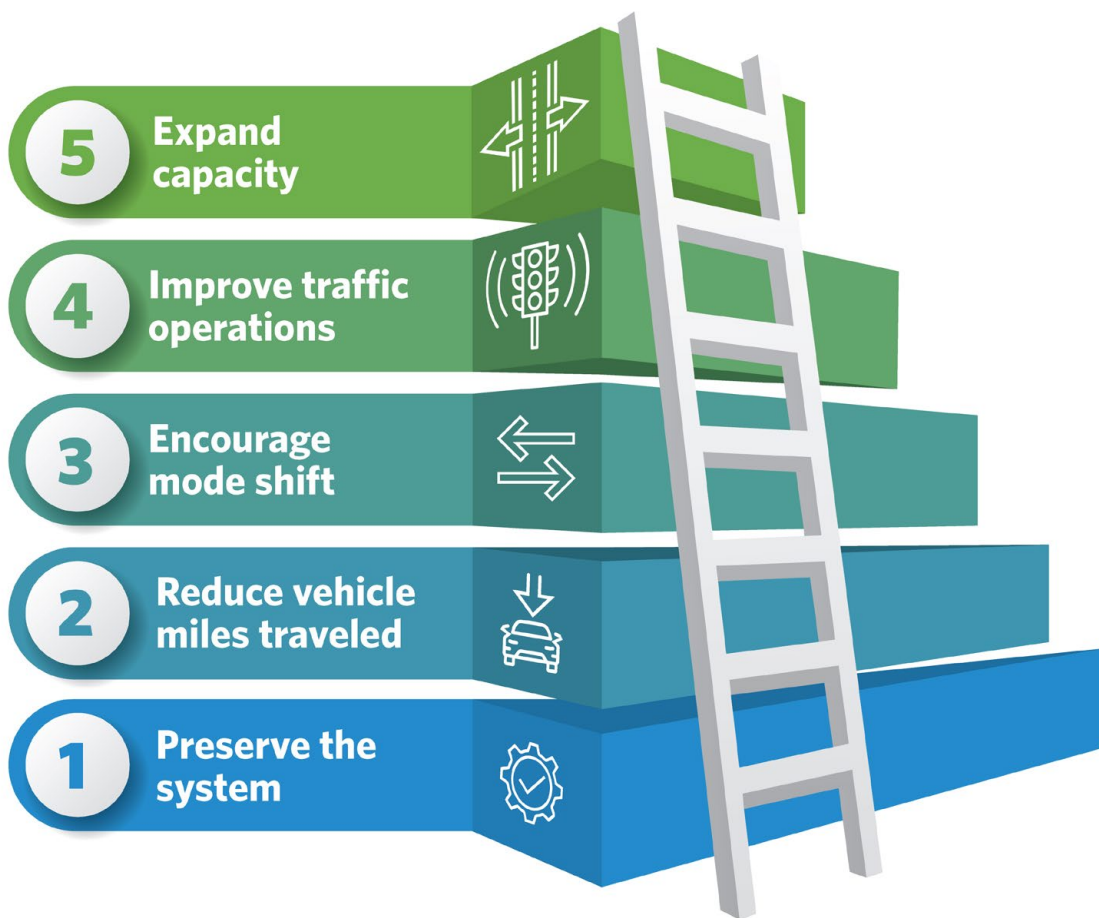 5
Expand
capacity
4
Improve traffic
operations
3
Encourage
mode shift
2
Reduce vehicle
miles traveled
1
Preserve the
system